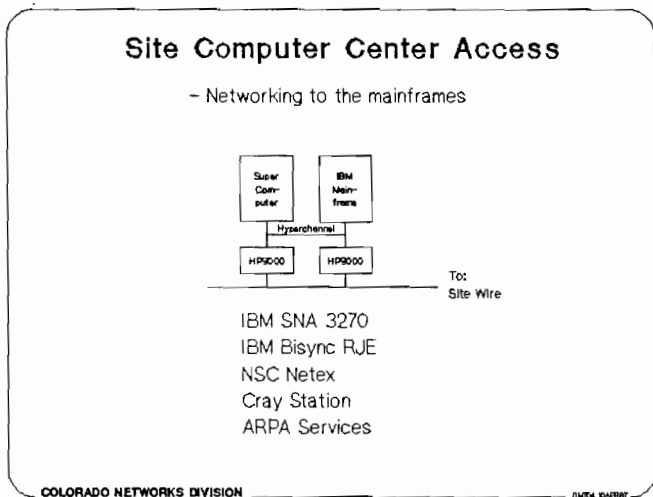 Site Computer Center Access
- Networking to the mainframes
Super
Com-
puter
IBM
Main-
frame
Hyperchannel
HP9000
HP9000
To:
Site Wire
IBM SNA 3270
IBM Bisync RJE
NSC Netex
Cray Station
ARPA Services
COLORADO NETWORKS DIVISION